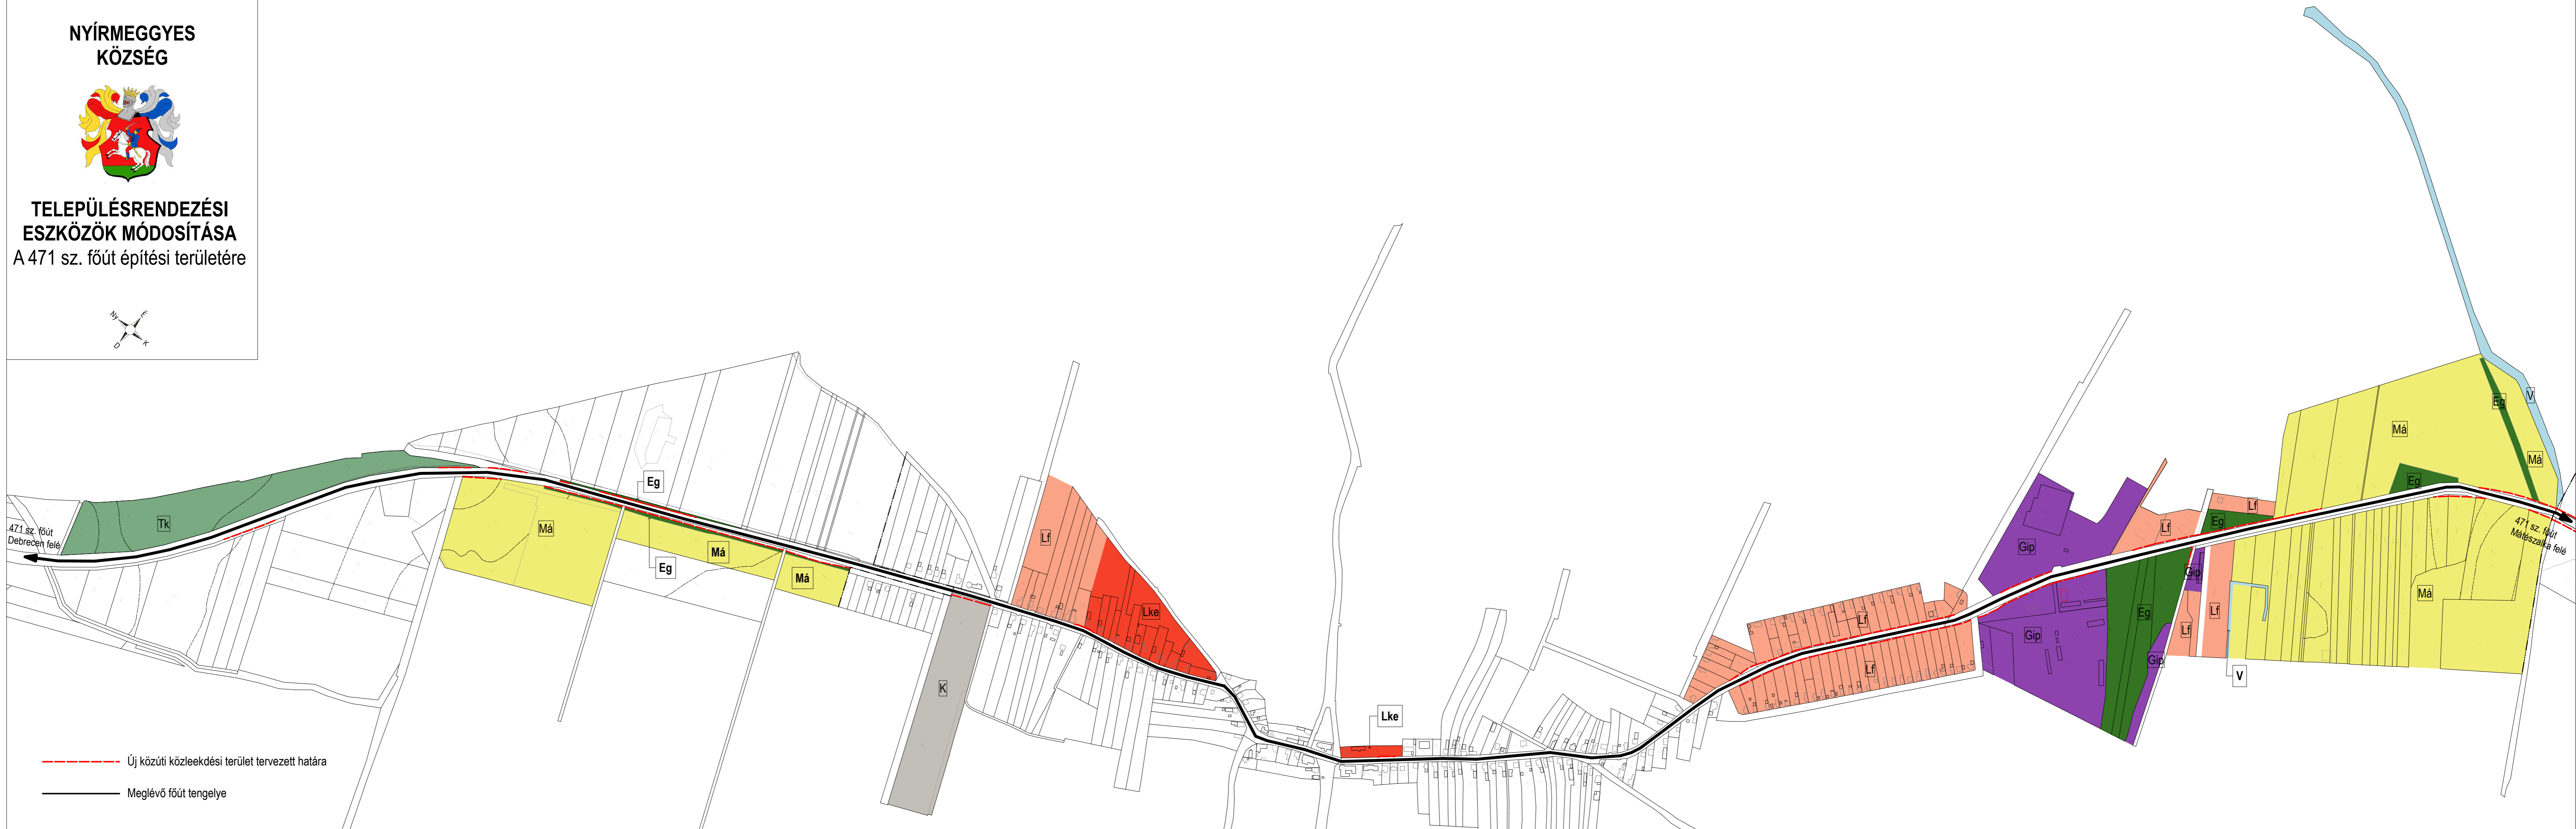 NYÍRMEGGYES
KÖZSÉG
TELEPÜLÉSRENDEZÉSI
ESZKÖZÖK MÓDOSÍTÁSA
A 471 sz. főút építési területére
Ny
É
D
K
471 sz. főút
Debrecen felé
Tk
Má
Eg
Eg
Má
Má
K
Lf
Lke
Lke
Lf
Lf
Gip
Gip
Lf
Eg
Lf
Gip
Eg
Lf
Lf
Gip
V
Má
Eg
Eg
V
Má
Má
471 sz. főút
Mátészalka felé
Új közúti közleekdési terület tervezett határa
Meglévő főút tengelye